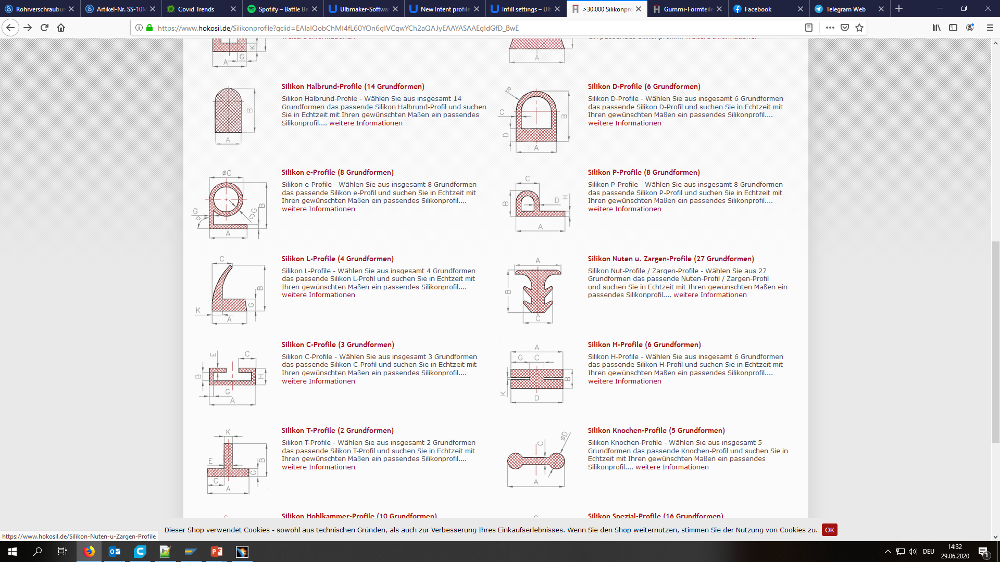 Rohrverschraubun
Artikel-Nr. SS-10M
Covid Trends
Spotify – Battle Be
Ultimaker-Softwa
New Intent profile
Infill settings – Ul
>30.000 Silikonpro
Gummi-Formteile
Facebook
Telegram Web
https://www.hokosil.de/Silikonprofile?gclid=EAIaIQobChMI4fL60YOn6gIVCqwYCh2aQAJyEAAYASAAEgIdGfD_BwE
K
G
A
A
Silikon Halbrund-Profile (14 Grundformen)
Silikon Halbrund-Profile - Wählen Sie aus insgesamt 14
Grundformen das passende Silikon Halbrund-Profil und suchen
Sie in Echtzeit mit Ihren gewünschten Maßen ein passendes
Silikonprofil.... weitere Informationen
B
A
Silikon D-Profile (6 Grundformen)
Silikon D-Profile - Wählen Sie aus insgesamt 6 Grundformen
das passende Silikon D-Profil und suchen Sie in Echtzeit mit
Ihren gewünschten Maßen ein passendes Silikonprofil....
weitere Informationen
R
C
B
D
A
Silikon e-Profile (8 Grundformen)
Silikon e-Profile - Wählen Sie aus insgesamt 8 Grundformen
das passende Silikon e-Profil und suchen Sie in Echtzeit mit
Ihren gewünschten Maßen ein passendes Silikonprofil....
weitere Informationen
øC
B
G
G
G
α
A
Silikon P-Profile (8 Grundformen)
Silikon P-Profile - Wählen Sie aus insgesamt 8 Grundformen
das passende Silikon P-Profil und suchen Sie in Echtzeit mit
Ihren gewünschten Maßen ein passendes Silikonprofil....
weitere Informationen
C
B
D
H
A
Silikon L-Profile (4 Grundformen)
Silikon L-Profile - Wählen Sie aus insgesamt 4 Grundformen
das passende Silikon L-Profil und suchen Sie in Echtzeit mit
Ihren gewünschten Maßen ein passendes Silikonprofil....
weitere Informationen
C
B
G
K
A
Silikon Nuten u. Zargen-Profile (27 Grundformen)
Silikon Nut-Profile / Zargen-Profile - Wählen Sie aus 27
Grundformen das passende Nuten-Profil / Zargen-Profil
und suchen Sie in Echtzeit mit Ihren gewünschten Maßen ein
passendes Silikonprofil.... weitere Informationen
A
B
C
Silikon C-Profile (3 Grundformen)
Silikon C-Profile - Wählen Sie aus insgesamt 3 Grundformen
das passende Silikon C-Profil und suchen Sie in Echtzeit mit
Ihren gewünschten Maßen ein passendes Silikonprofil....
weitere Informationen
E
C
B
H
G
A
Silikon H-Profile (6 Grundformen)
Silikon H-Profile - Wählen Sie aus insgesamt 6 Grundformen
das passende Silikon H-Profil und suchen Sie in Echtzeit mit
Ihren gewünschten Maßen ein passendes Silikonprofil....
weitere Informationen
A
G
C
B
K
D
Silikon T-Profile (2 Grundformen)
Silikon T-Profile - Wählen Sie aus insgesamt 2 Grundformen
das passende Silikon T-Profil und suchen Sie in Echtzeit mit
Ihren gewünschten Maßen ein passendes Silikonprofil....
weitere Informationen
K
E
B
G
C
A
Silikon Knochen-Profile (5 Grundformen)
Silikon Knochen-Profile - Wählen Sie aus insgesamt 5
Grundformen das passende Knochen-Profil und suchen Sie in
Echtzeit mit Ihren gewünschten Maßen ein passendes
Silikonprofil.... weitere Informationen
C
øD
A
Silikon Hohlkammer-Profile (10 Grundformen)
Silikon Spezial-Profile (16 Grundformen)
https://www.hokosil.de/Silikon-Nuten-u-Zargen-Profile
Dieser Shop verwendet Cookies - sowohl aus technischen Gründen, als auch zur Verbesserung Ihres Einkaufserlebnisses. Wenn Sie den Shop weiternutzen, stimmen Sie der Nutzung von Cookies zu.
OK
DEU
14:32
29.06.2020
1